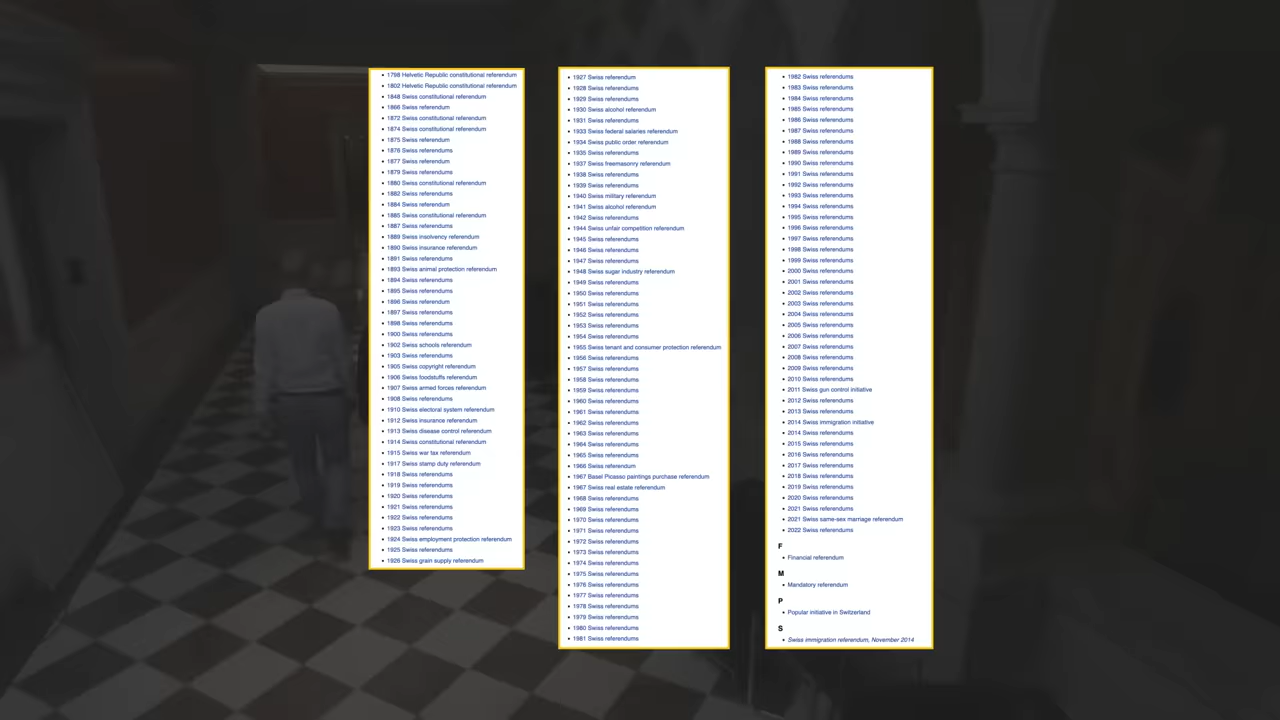 1798 Helvetic Republic constitutional referendum
1802 Helvetic Republic constitutional referendum
1848 Swiss constitutional referendum
1866 Swiss referendum
1872 Swiss constitutional referendum
1874 Swiss constitutional referendum
1875 Swiss referendum
1876 Swiss referendums
1877 Swiss referendum
1879 Swiss referendums
1880 Swiss constitutional referendum
1882 Swiss referendums
1884 Swiss referendum
1885 Swiss constitutional referendum
1887 Swiss referendums
1889 Swiss insolvency referendum
1890 Swiss insurance referendum
1891 Swiss referendums
1893 Swiss animal protection referendum
1894 Swiss referendums
1895 Swiss referendums
1896 Swiss referendum
1897 Swiss referendums
1898 Swiss referendums
1900 Swiss referendums
1902 Swiss schools referendum
1903 Swiss referendums
1905 Swiss copyright referendum
1906 Swiss foodstuffs referendum
1907 Swiss armed forces referendum
1908 Swiss referendums
1910 Swiss electoral system referendum
1912 Swiss insurance referendum
1913 Swiss disease control referendum
1914 Swiss constitutional referendum
1915 Swiss war tax referendum
1917 Swiss stamp duty referendum
1918 Swiss referendums
1919 Swiss referendums
1920 Swiss referendums
1921 Swiss referendums
1922 Swiss referendums
1923 Swiss referendums
1924 Swiss employment protection referendum
1925 Swiss referendums
1926 Swiss grain supply referendum
1927 Swiss referendum
1928 Swiss referendums
1929 Swiss referendums
1930 Swiss alcohol referendum
1931 Swiss referendums
1933 Swiss federal salaries referendum
1934 Swiss public order referendum
1935 Swiss referendums
1937 Swiss freemasonry referendum
1938 Swiss referendums
1939 Swiss referendums
1940 Swiss military referendum
1941 Swiss alcohol referendum
1942 Swiss referendums
1944 Swiss unfair competition referendum
1945 Swiss referendums
1946 Swiss referendums
1947 Swiss referendums
1948 Swiss sugar industry referendum
1949 Swiss referendums
1950 Swiss referendums
1951 Swiss referendums
1952 Swiss referendums
1953 Swiss referendums
1954 Swiss referendums
1955 Swiss tenant and consumer protection referendum
1956 Swiss referendums
1957 Swiss referendums
1958 Swiss referendums
1959 Swiss referendums
1960 Swiss referendums
1961 Swiss referendums
1962 Swiss referendums
1963 Swiss referendums
1964 Swiss referendums
1965 Swiss referendums
1966 Swiss referendum
1967 Basel Picasso paintings purchase referendum
1967 Swiss real estate referendum
1968 Swiss referendums
1969 Swiss referendums
1970 Swiss referendums
1971 Swiss referendums
1972 Swiss referendums
1973 Swiss referendums
1974 Swiss referendums
1975 Swiss referendums
1976 Swiss referendums
1977 Swiss referendums
1978 Swiss referendums
1979 Swiss referendums
1980 Swiss referendums
1981 Swiss referendums
1982 Swiss referendums
1983 Swiss referendums
1984 Swiss referendums
1985 Swiss referendums
1986 Swiss referendums
1987 Swiss referendums
1988 Swiss referendums
1989 Swiss referendums
1990 Swiss referendums
1991 Swiss referendums
1992 Swiss referendums
1993 Swiss referendums
1994 Swiss referendums
1995 Swiss referendums
1996 Swiss referendums
1997 Swiss referendums
1998 Swiss referendums
1999 Swiss referendums
2000 Swiss referendums
2001 Swiss referendums
2002 Swiss referendums
2003 Swiss referendums
2004 Swiss referendums
2005 Swiss referendums
2006 Swiss referendums
2007 Swiss referendums
2008 Swiss referendums
2009 Swiss referendums
2010 Swiss referendums
2011 Swiss gun control initiative
2012 Swiss referendums
2013 Swiss referendums
2014 Swiss immigration initiative
2014 Swiss referendums
2015 Swiss referendums
2016 Swiss referendums
2017 Swiss referendums
2018 Swiss referendums
2019 Swiss referendums
2020 Swiss referendums
2021 Swiss referendums
2021 Swiss same-sex marriage referendum
2022 Swiss referendums
F
Financial referendum
M
Mandatory referendum
P
Popular initiative in Switzerland
S
Swiss immigration referendum, November 2014